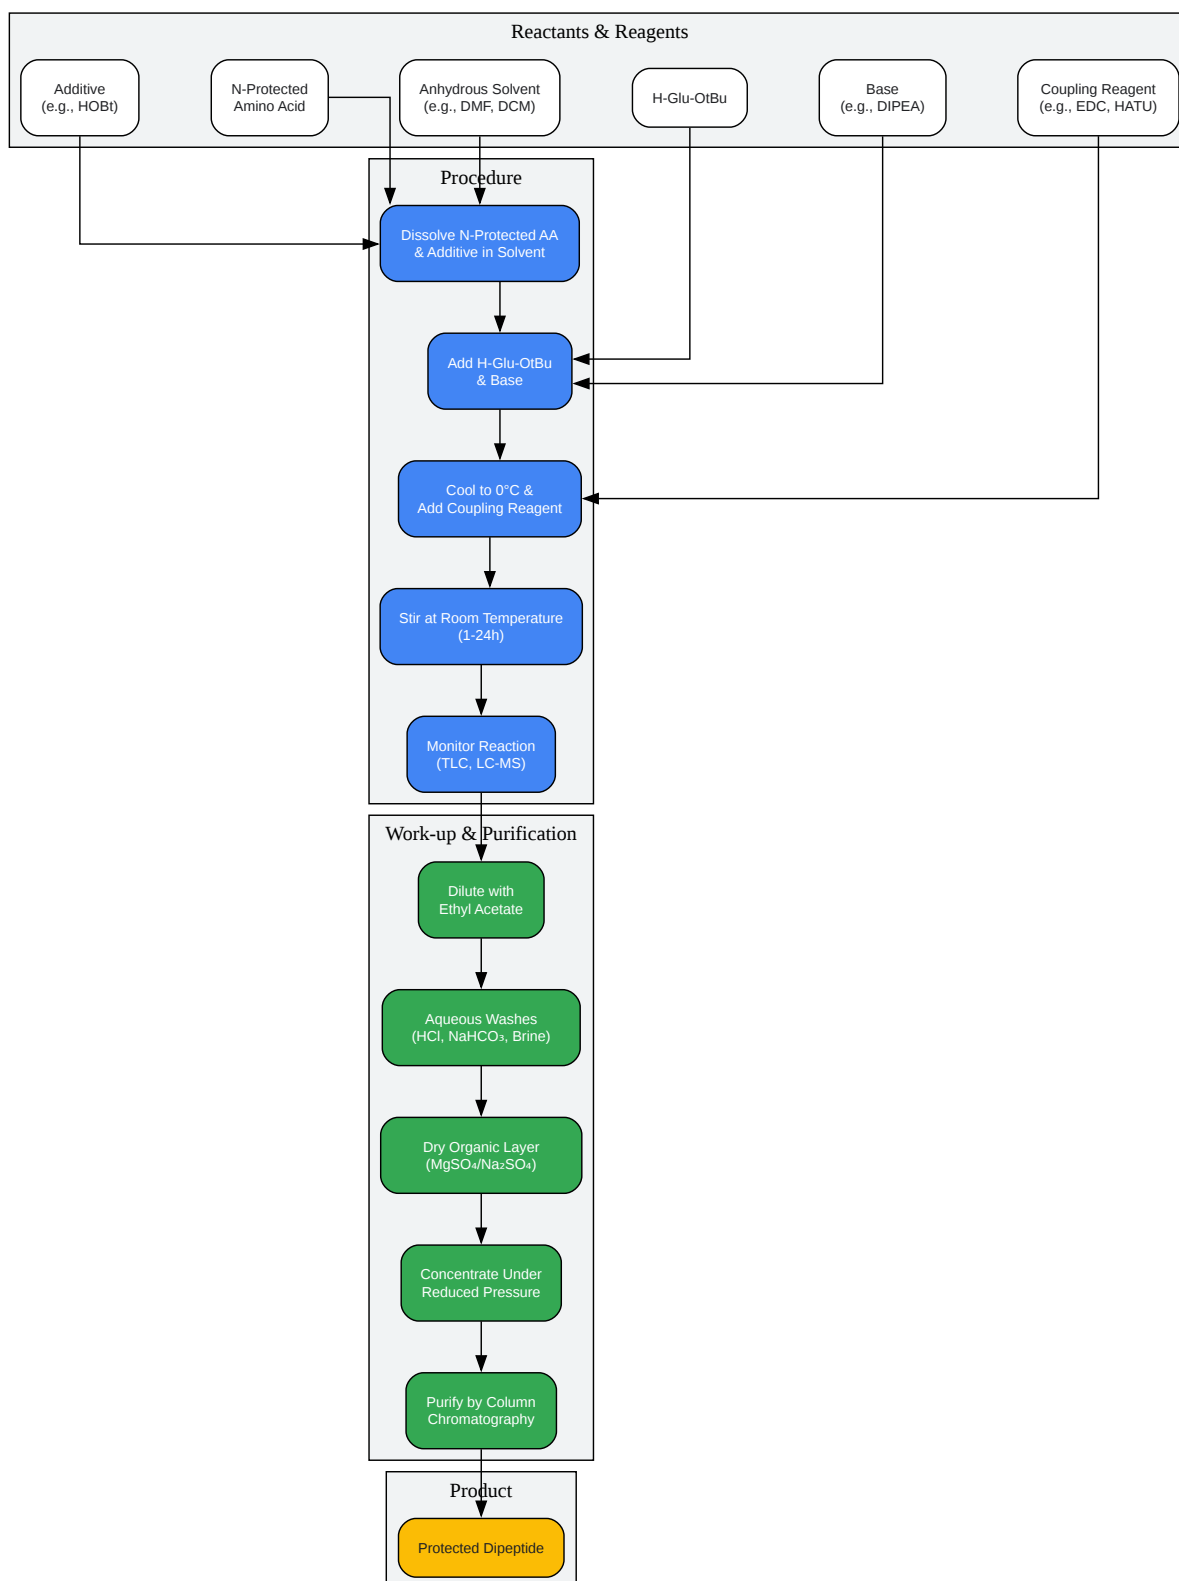 Reactants & Reagents
Additive
(e.g., HOBt)
N-Protected
Amino Acid
Anhydrous Solvent
(e.g., DMF, DCM)
H-Glu-OtBu
Base
(e.g., DIPEA)
Coupling Reagent
(e.g., EDC, HATU)
Procedure
Dissolve N-Protected AA
& Additive in Solvent
Add H-Glu-OtBu
& Base
Cool to 0°C &
Add Coupling Reagent
Stir at Room Temperature
(1-24h)
Monitor Reaction
(TLC, LC-MS)
Work-up & Purification
Dilute with
Ethyl Acetate
Aqueous Washes
(HCl, NaHCO₃, Brine)
Dry Organic Layer
(MgSO₄/Na₂SO₄)
Concentrate Under
Reduced Pressure
Purify by Column
Chromatography
Product
Protected Dipeptide